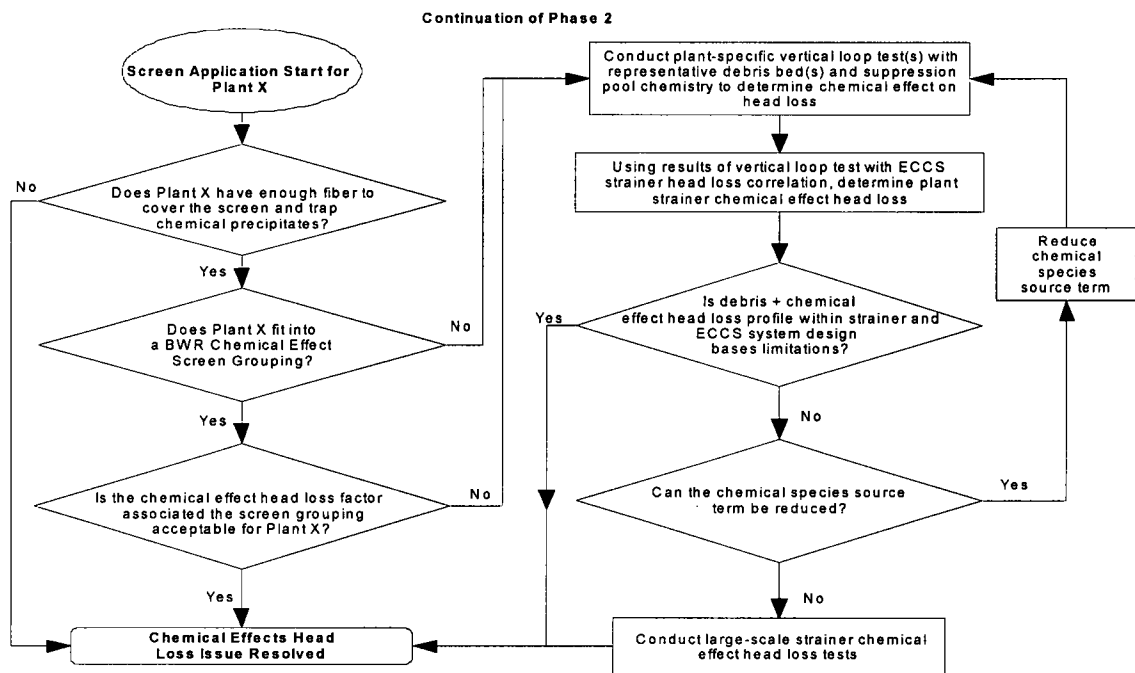 Continuation of Phase 2
Screen Application Start for
Plant X
No
Does Plant X have enough fiber to
cover the screen and trap
chemical precipitates?
Yes
Does Plant X fit into
a BWR Chemical Effect
Screen Grouping?
No
Yes
Is the chemical effect head loss factor
associated the screen grouping
acceptable for Plant X?
No
Yes
Chemical Effects Head
Loss Issue Resolved
Conduct plant-specific vertical loop test(s) with
representative debris bed(s) and suppression
pool chemistry to determine chemical effect on
head loss
Using results of vertical loop test with ECCS
strainer head loss correlation, determine plant
strainer chemical effect head loss
Reduce
chemical
species
source term
Yes
Is debris + chemical
effect head loss profile within strainer and
ECCS system design
bases limitations?
No
Can the chemical species source
term be reduced?
Yes
No
Conduct large-scale strainer chemical
effect head loss tests